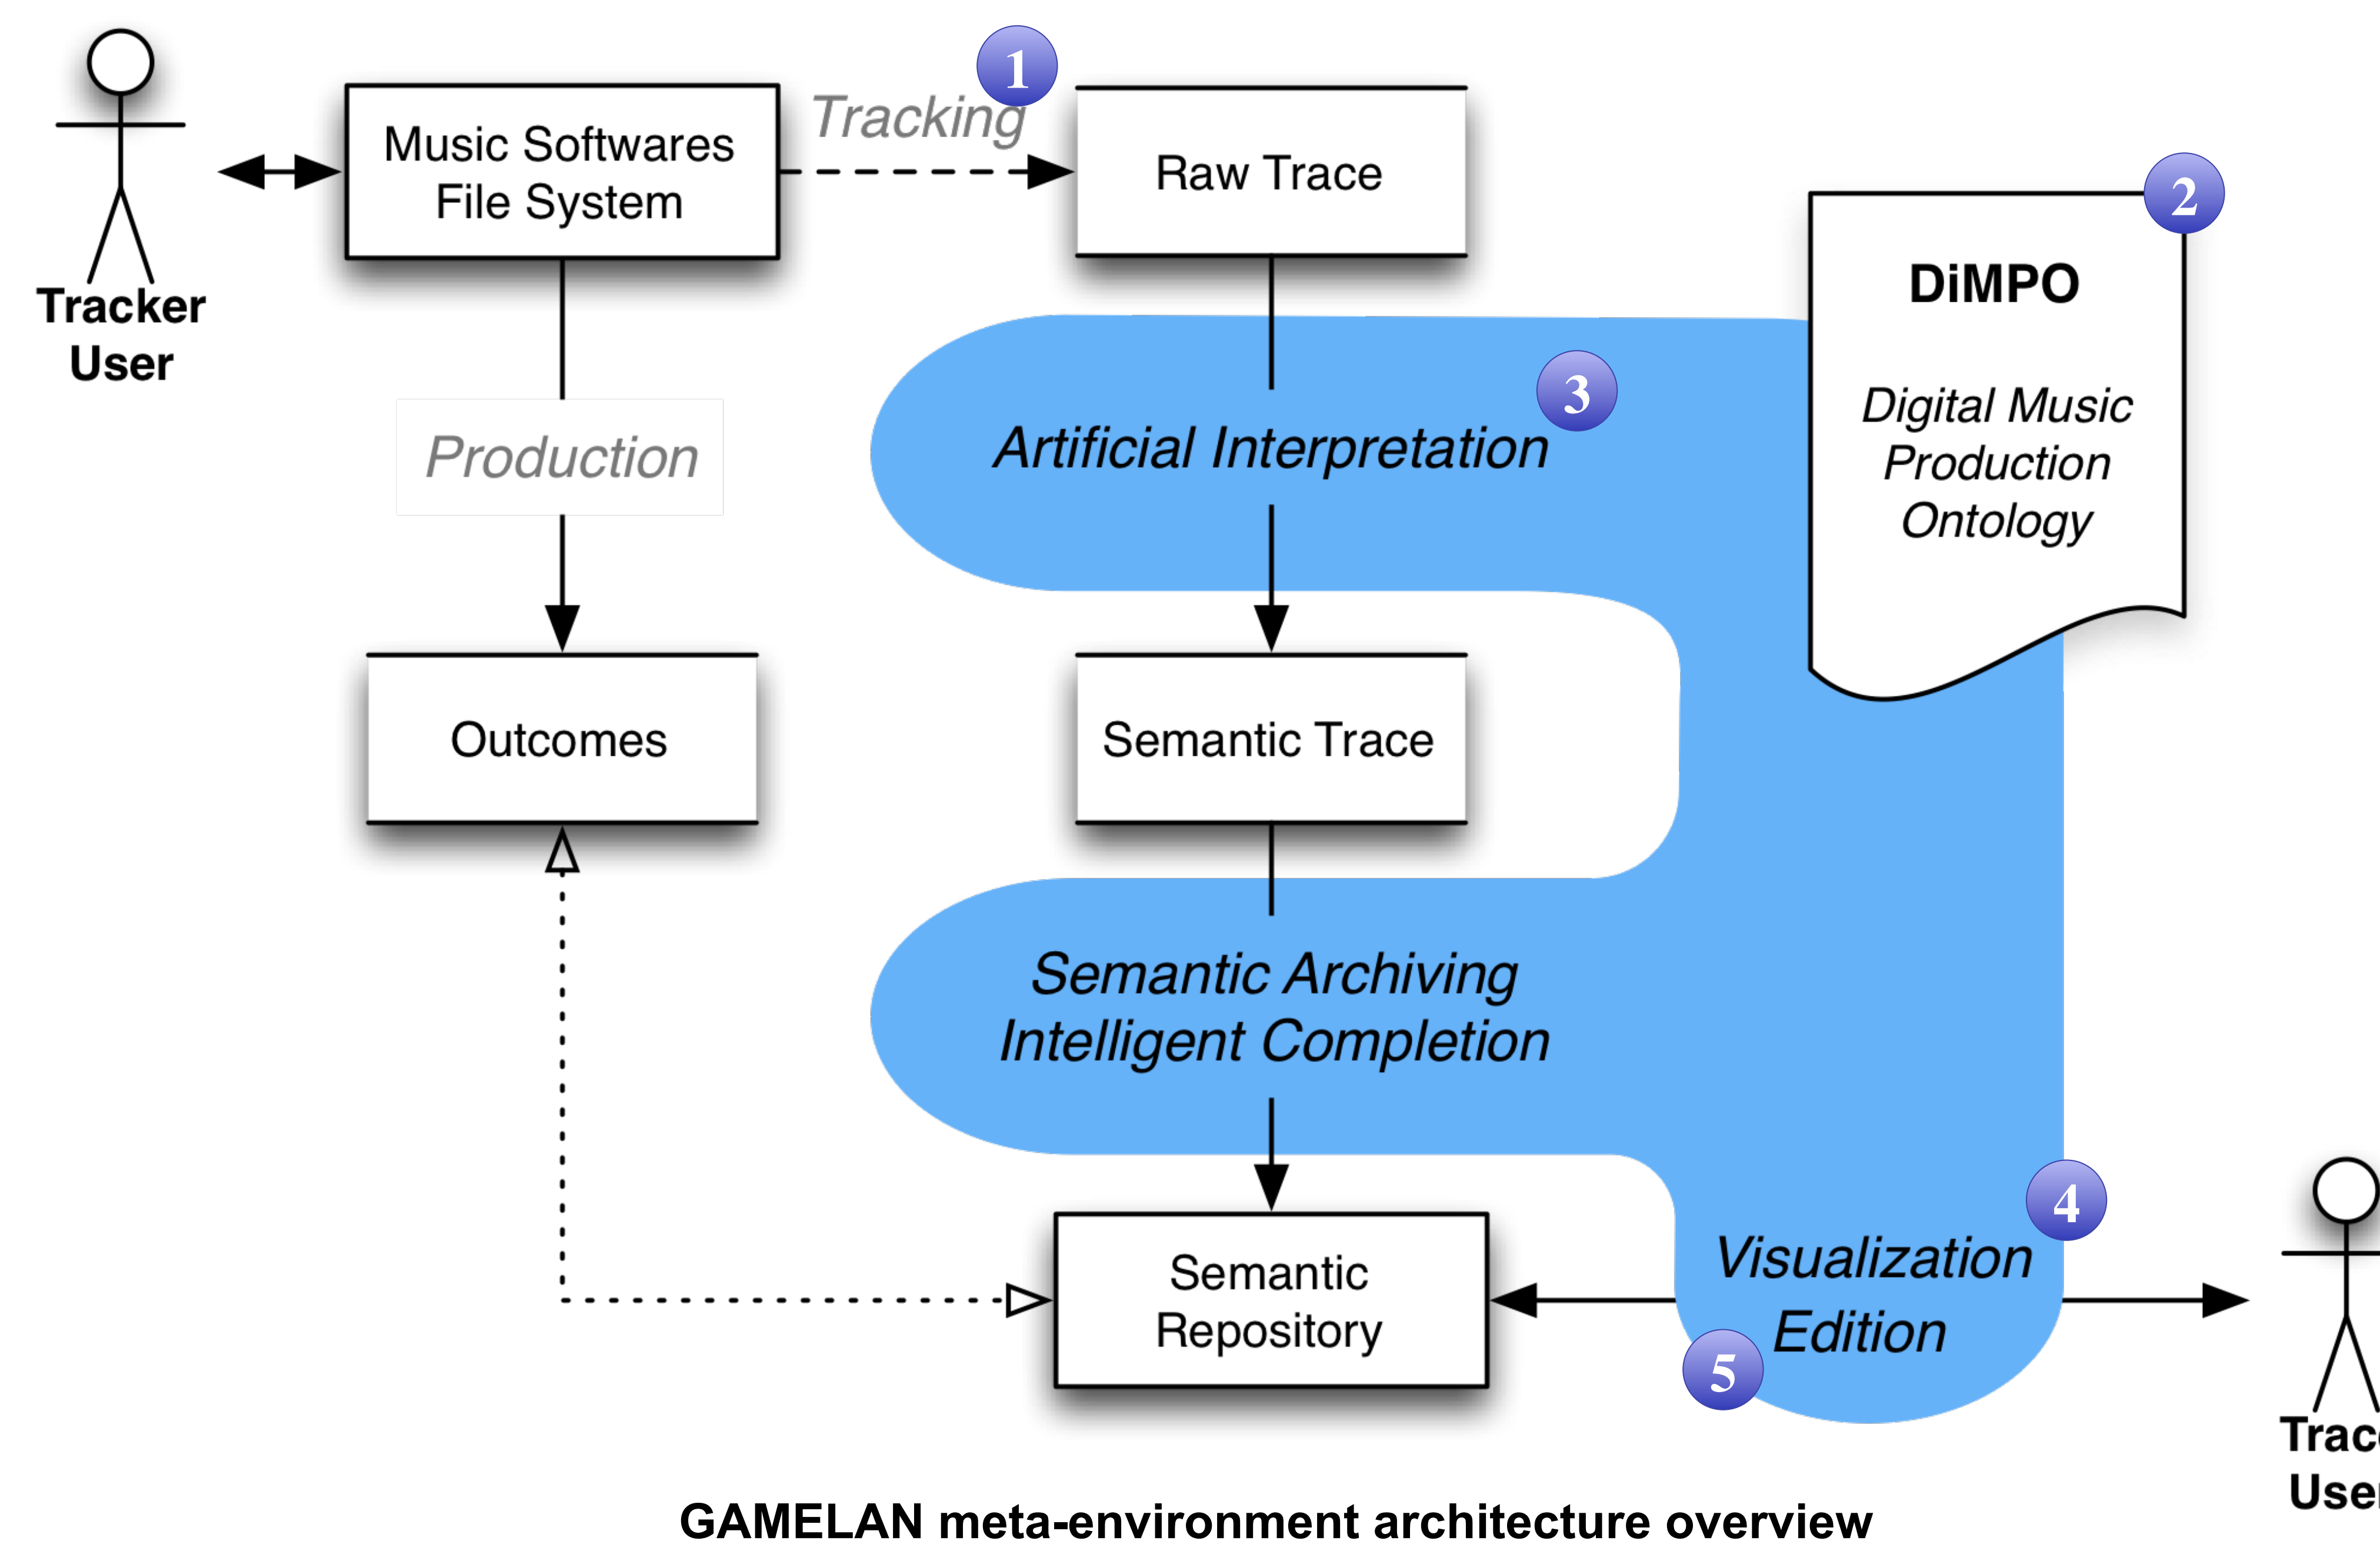 1
Tracking
Music Softwares
File System
Raw Trace
2
DiMPO
Digital Music
Production
Ontology
Tracker
User
3
Artificial Interpretation
Production
Outcomes
Semantic Trace
Semantic Archiving
Intelligent Completion
4
Visualization
Edition
5
Semantic
Repository
GAMELAN meta-environment architecture overview